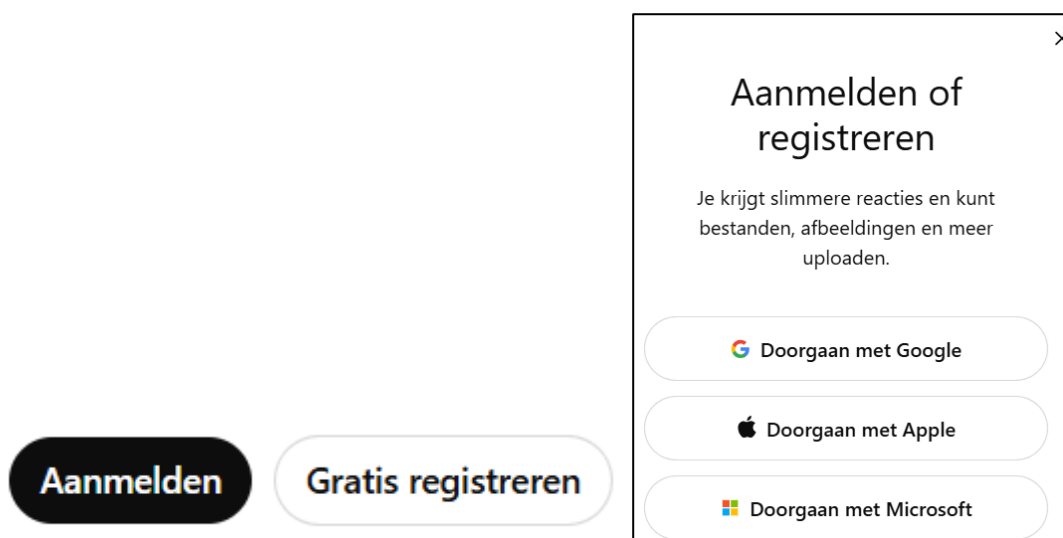 Aanmelden
Gratis registreren
Aanmelden of
registreren
Je krijgt slimmere reacties en kunt
bestanden, afbeeldingen en meer
uploaden.
Doorgaan met Google
Doorgaan met Apple
Doorgaan met Microsoft